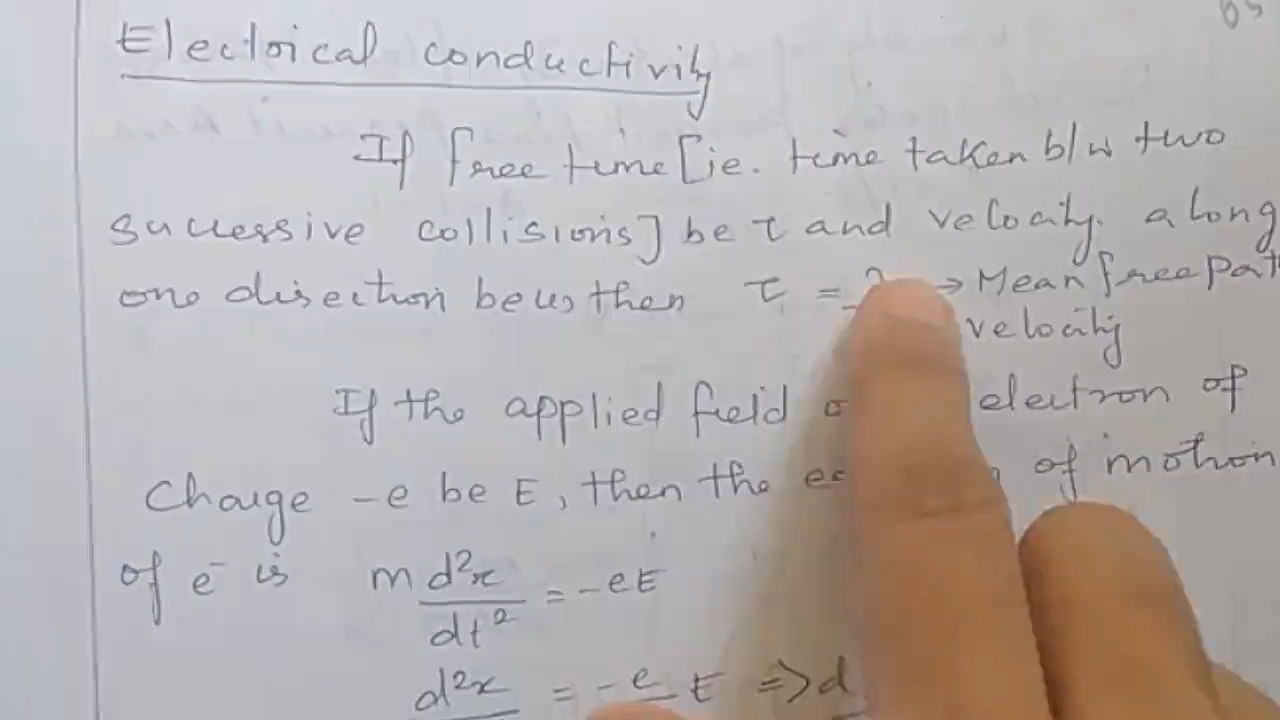 Electrical conductivity
If free time [ie. time taken b/w two
successive collisions] be τ and velocity. along
one direction be u, then τ = → Mean free Pat
velocity
If the applied field electron of
Charge -e be E, then the of motion
of e⁻ is m d²x/dt² = -eE
d²x = -e E => d